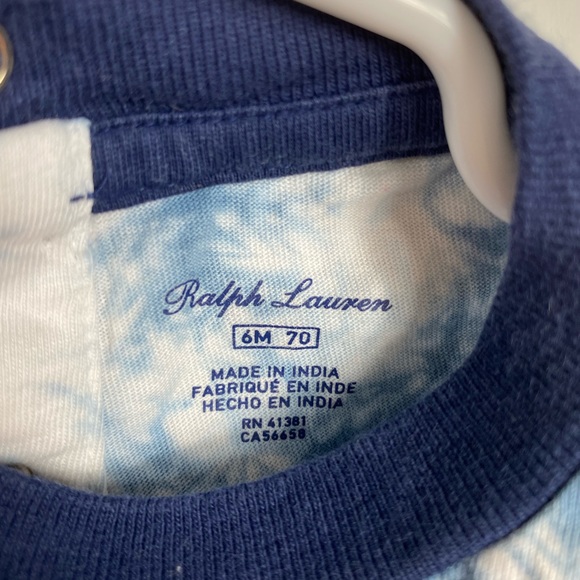 Ralph Lauren
6M 70
MADE IN INDIA
FABRIQUÉ EN INDE
HECHO EN INDIA
RN 41381
CA56658